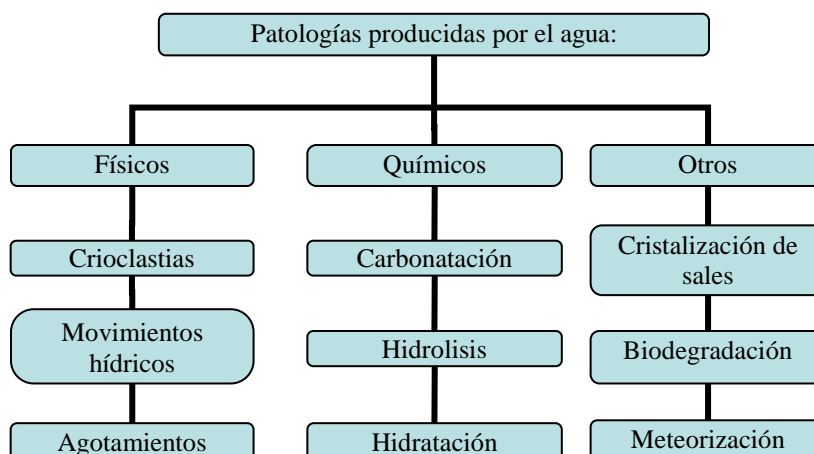 Patologías producidas por el agua:
Físicos
Químicos
Otros
Crioclastias
Carbonatación
Cristalización de
sales
Movimientos
hídricos
Hidrolisis
Biodegradación
Agotamientos
Hidratación
Meteorización